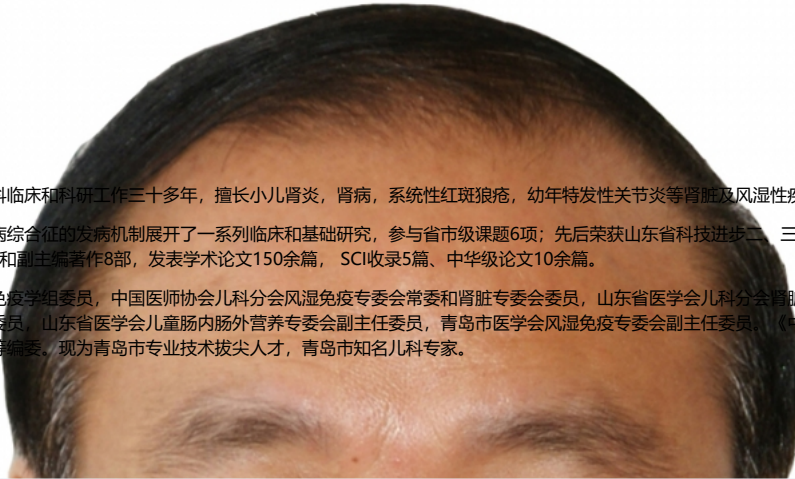 科临床和科研工作三十多年，擅长小儿肾炎，肾病，系统性红斑狼疮，幼年特发性关节炎等肾脏及风湿性疾
病综合征的发病机制展开了一系列临床和基础研究，参与省市级课题6项；先后荣获山东省科技进步二、三
和副主编著作8部，发表学术论文150余篇， SCI收录5篇、中华级论文10余篇。
免疫学组委员，中国医师协会儿科分会风湿免疫专委会常委和肾脏专委会委员，山东省医学会儿科分会肾脏
委员，山东省医学会儿童肠内肠外营养专委会副主任委员，青岛市医学会风湿免疫专委会副主任委员。《中
等编委。现为青岛市专业技术拔尖人才，青岛市知名儿科专家。